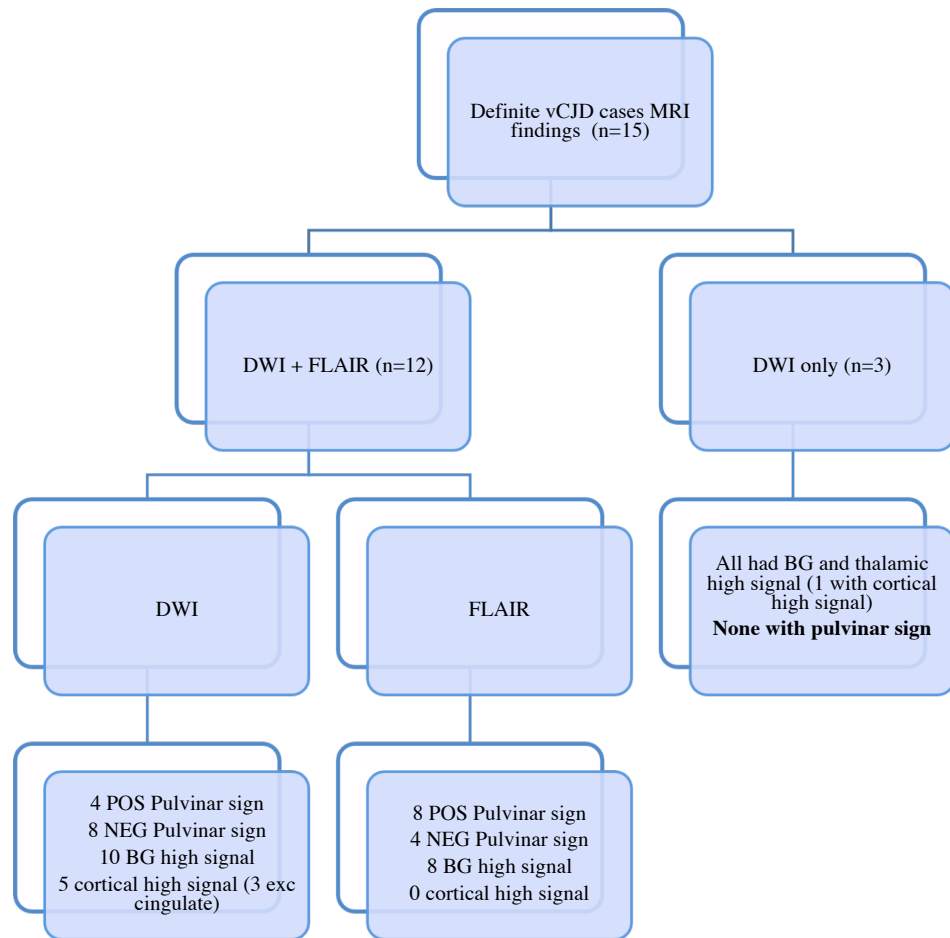 Definite vCJD cases MRI
findings (n=15)
DWI + FLAIR (n=12)
DWI only (n=3)
DWI
FLAIR
All had BG and thalamic
high signal (1 with cortical
high signal)
None with pulvinar sign
4 POS Pulvinar sign
8 NEG Pulvinar sign
10 BG high signal
5 cortical high signal (3 exc
cingulate)
8 POS Pulvinar sign
4 NEG Pulvinar sign
8 BG high signal
0 cortical high signal